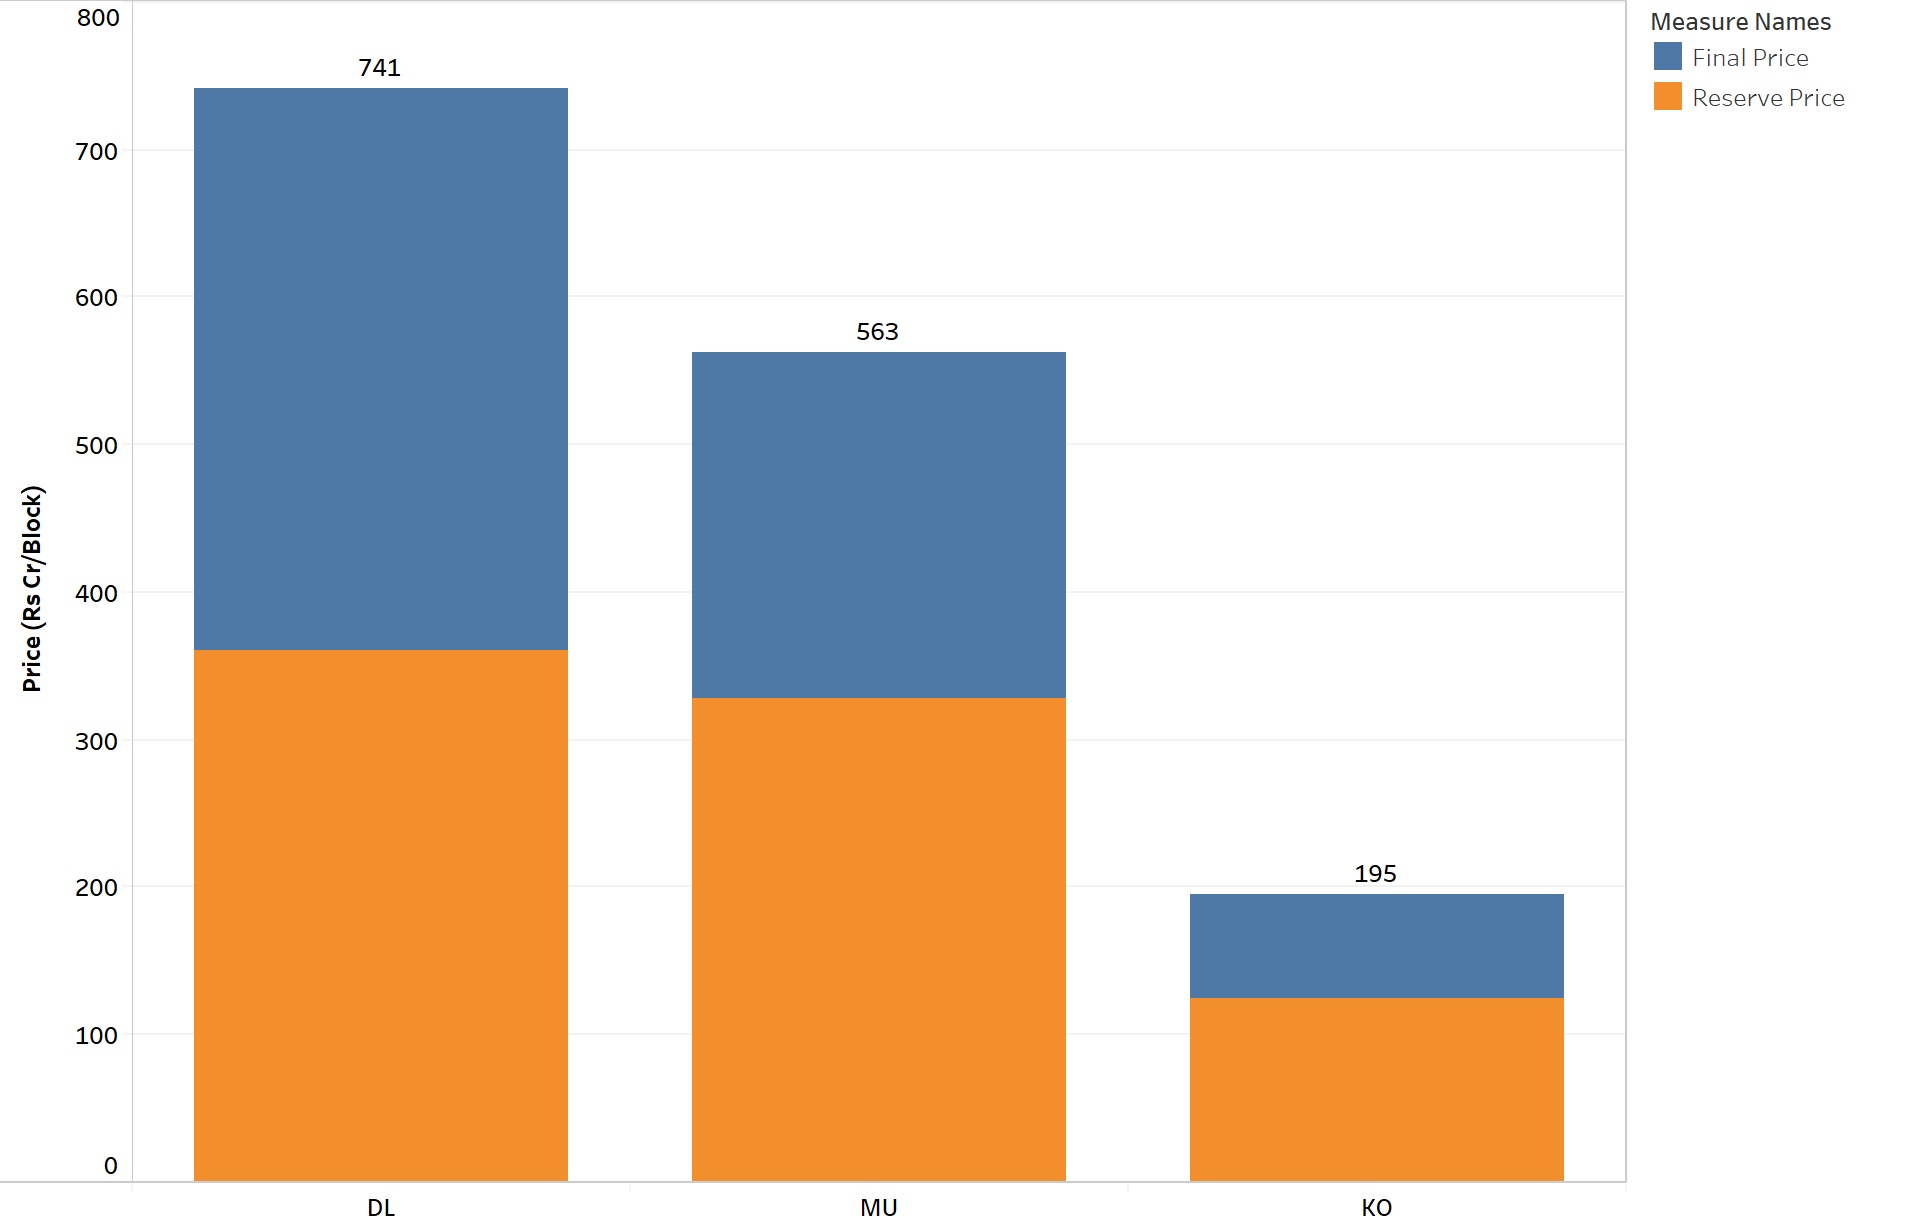 Measure Names
Final Price
Reserve Price
Price (Rs Cr/Block)
800
700
600
500
400
300
200
100
0
741
563
195
DL
MU
KO